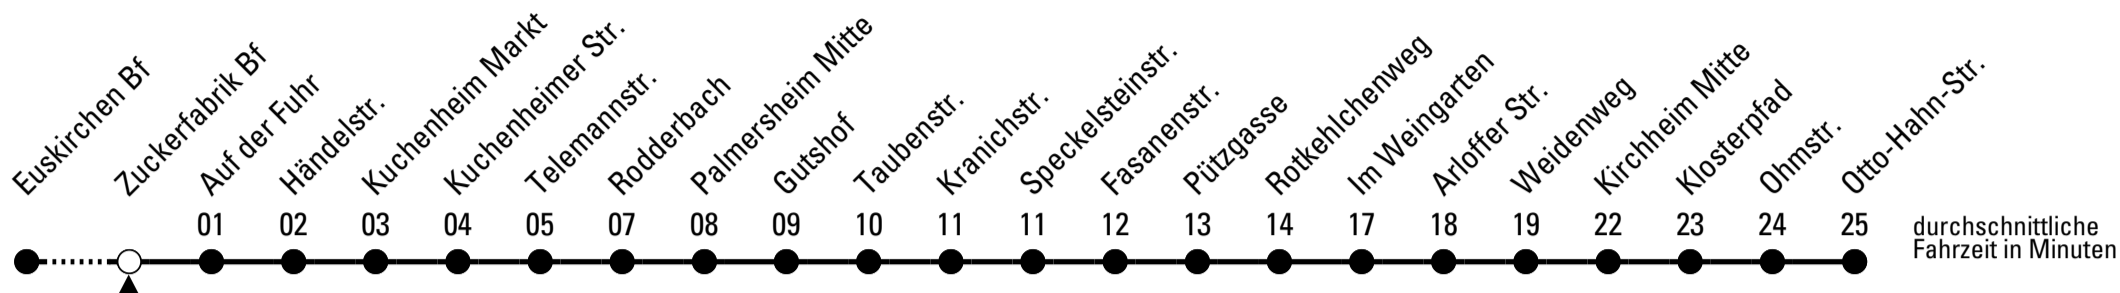 Euskirchen Bf
Zuckerfabrik Bf
Auf der Fuhr
Händelstr.
Kuchenheim Markt
Kuchenheimer Str.
Telemannstr.
Rodderbach
Palmersheim Mitte
Gutshof
Taubenstr.
Kranichstr.
Speckelsteinstr.
Fasanenstr.
Pützgasse
Rotkehlchenweg
Im Weingarten
Arloffer Str.
Weidenweg
Kirchheim Mitte
Klosterpfad
Ohmstr.
Otto-Hahn-Str.
01 02 03 04 05 07 08 09 10 11 11 12 13 14 17 18 19 22 23 24 25
durchschnittliche
Fahrzeit in Minuten